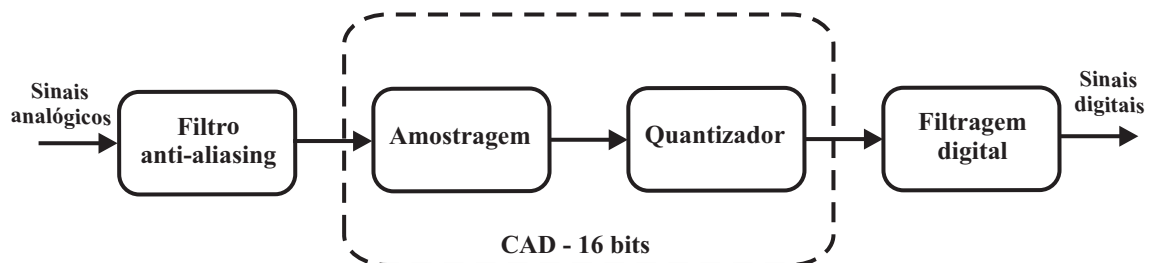 Sinais
analógicos
Filtro
anti-aliasing
Amostragem
Quantizador
Filtragem
digital
Sinais
digitais
CAD - 16 bits